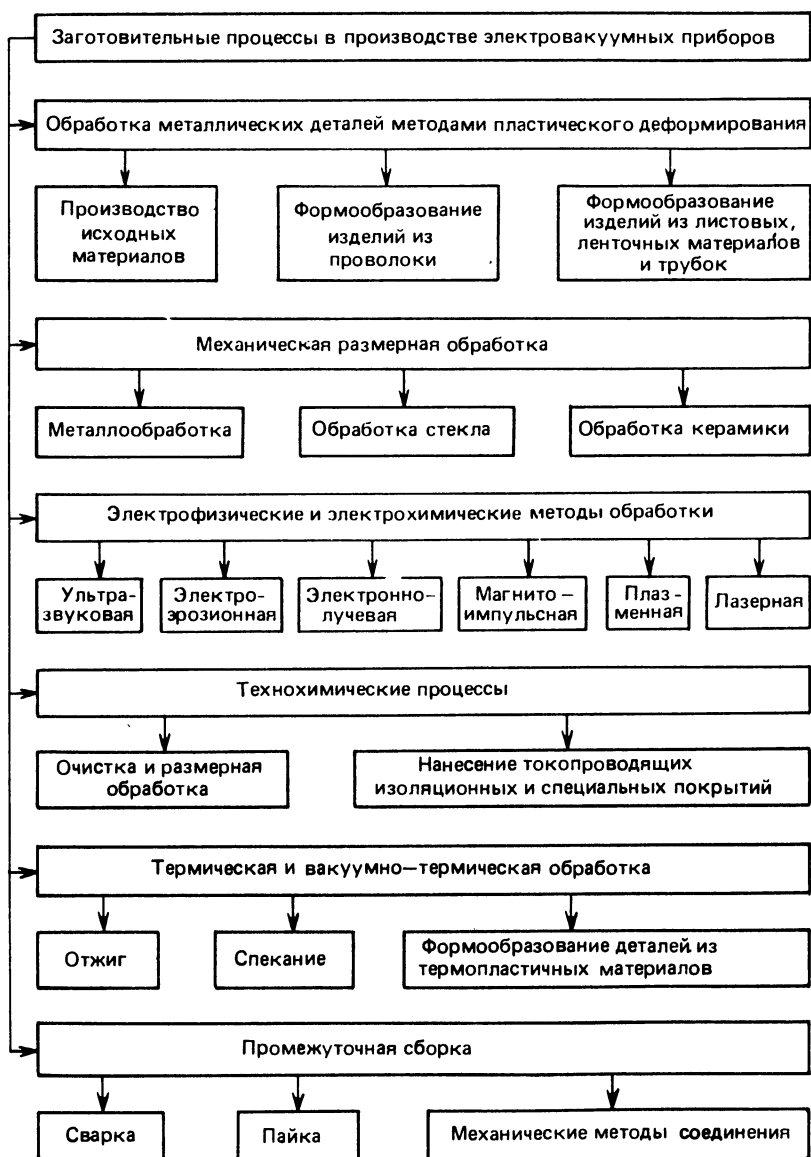 Заготовительные процессы в производстве электровакуумных приборов
Обработка металлических деталей методами пластического деформирования
Производство
исходных
материалов
Формообразование
изделий из
проволоки
Формообразование
изделий из листовых,
ленточных материалов
и трубок
Механическая размерная обработка
Металлообработка
Обработка стекла
Обработка керамики
Электрофизические и электрохимические методы обработки
Ультра-
звуковая
Электро-
эрозионная
Электронно-
лучевая
Магнито-
импульсная
Плаз-
менная
Лазерная
Технохимические процессы
Очистка и размерная
обработка
Нанесение токопроводящих
изоляционных и специальных покрытий
Термическая и вакуумно—термическая обработка
Отжиг
Спекание
Формообразование деталей из
термопластичных материалов
Промежуточная сборка
Сварка
Пайка
Механические методы соединения